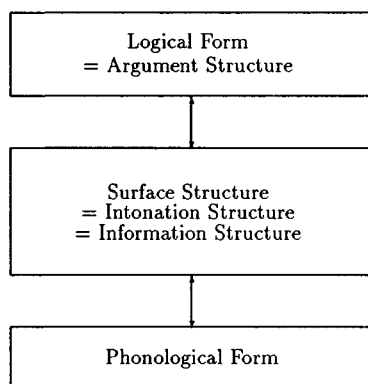 Logical Form
= Argument Structure
Surface Structure
= Intonation Structure
= Information Structure
Phonological Form